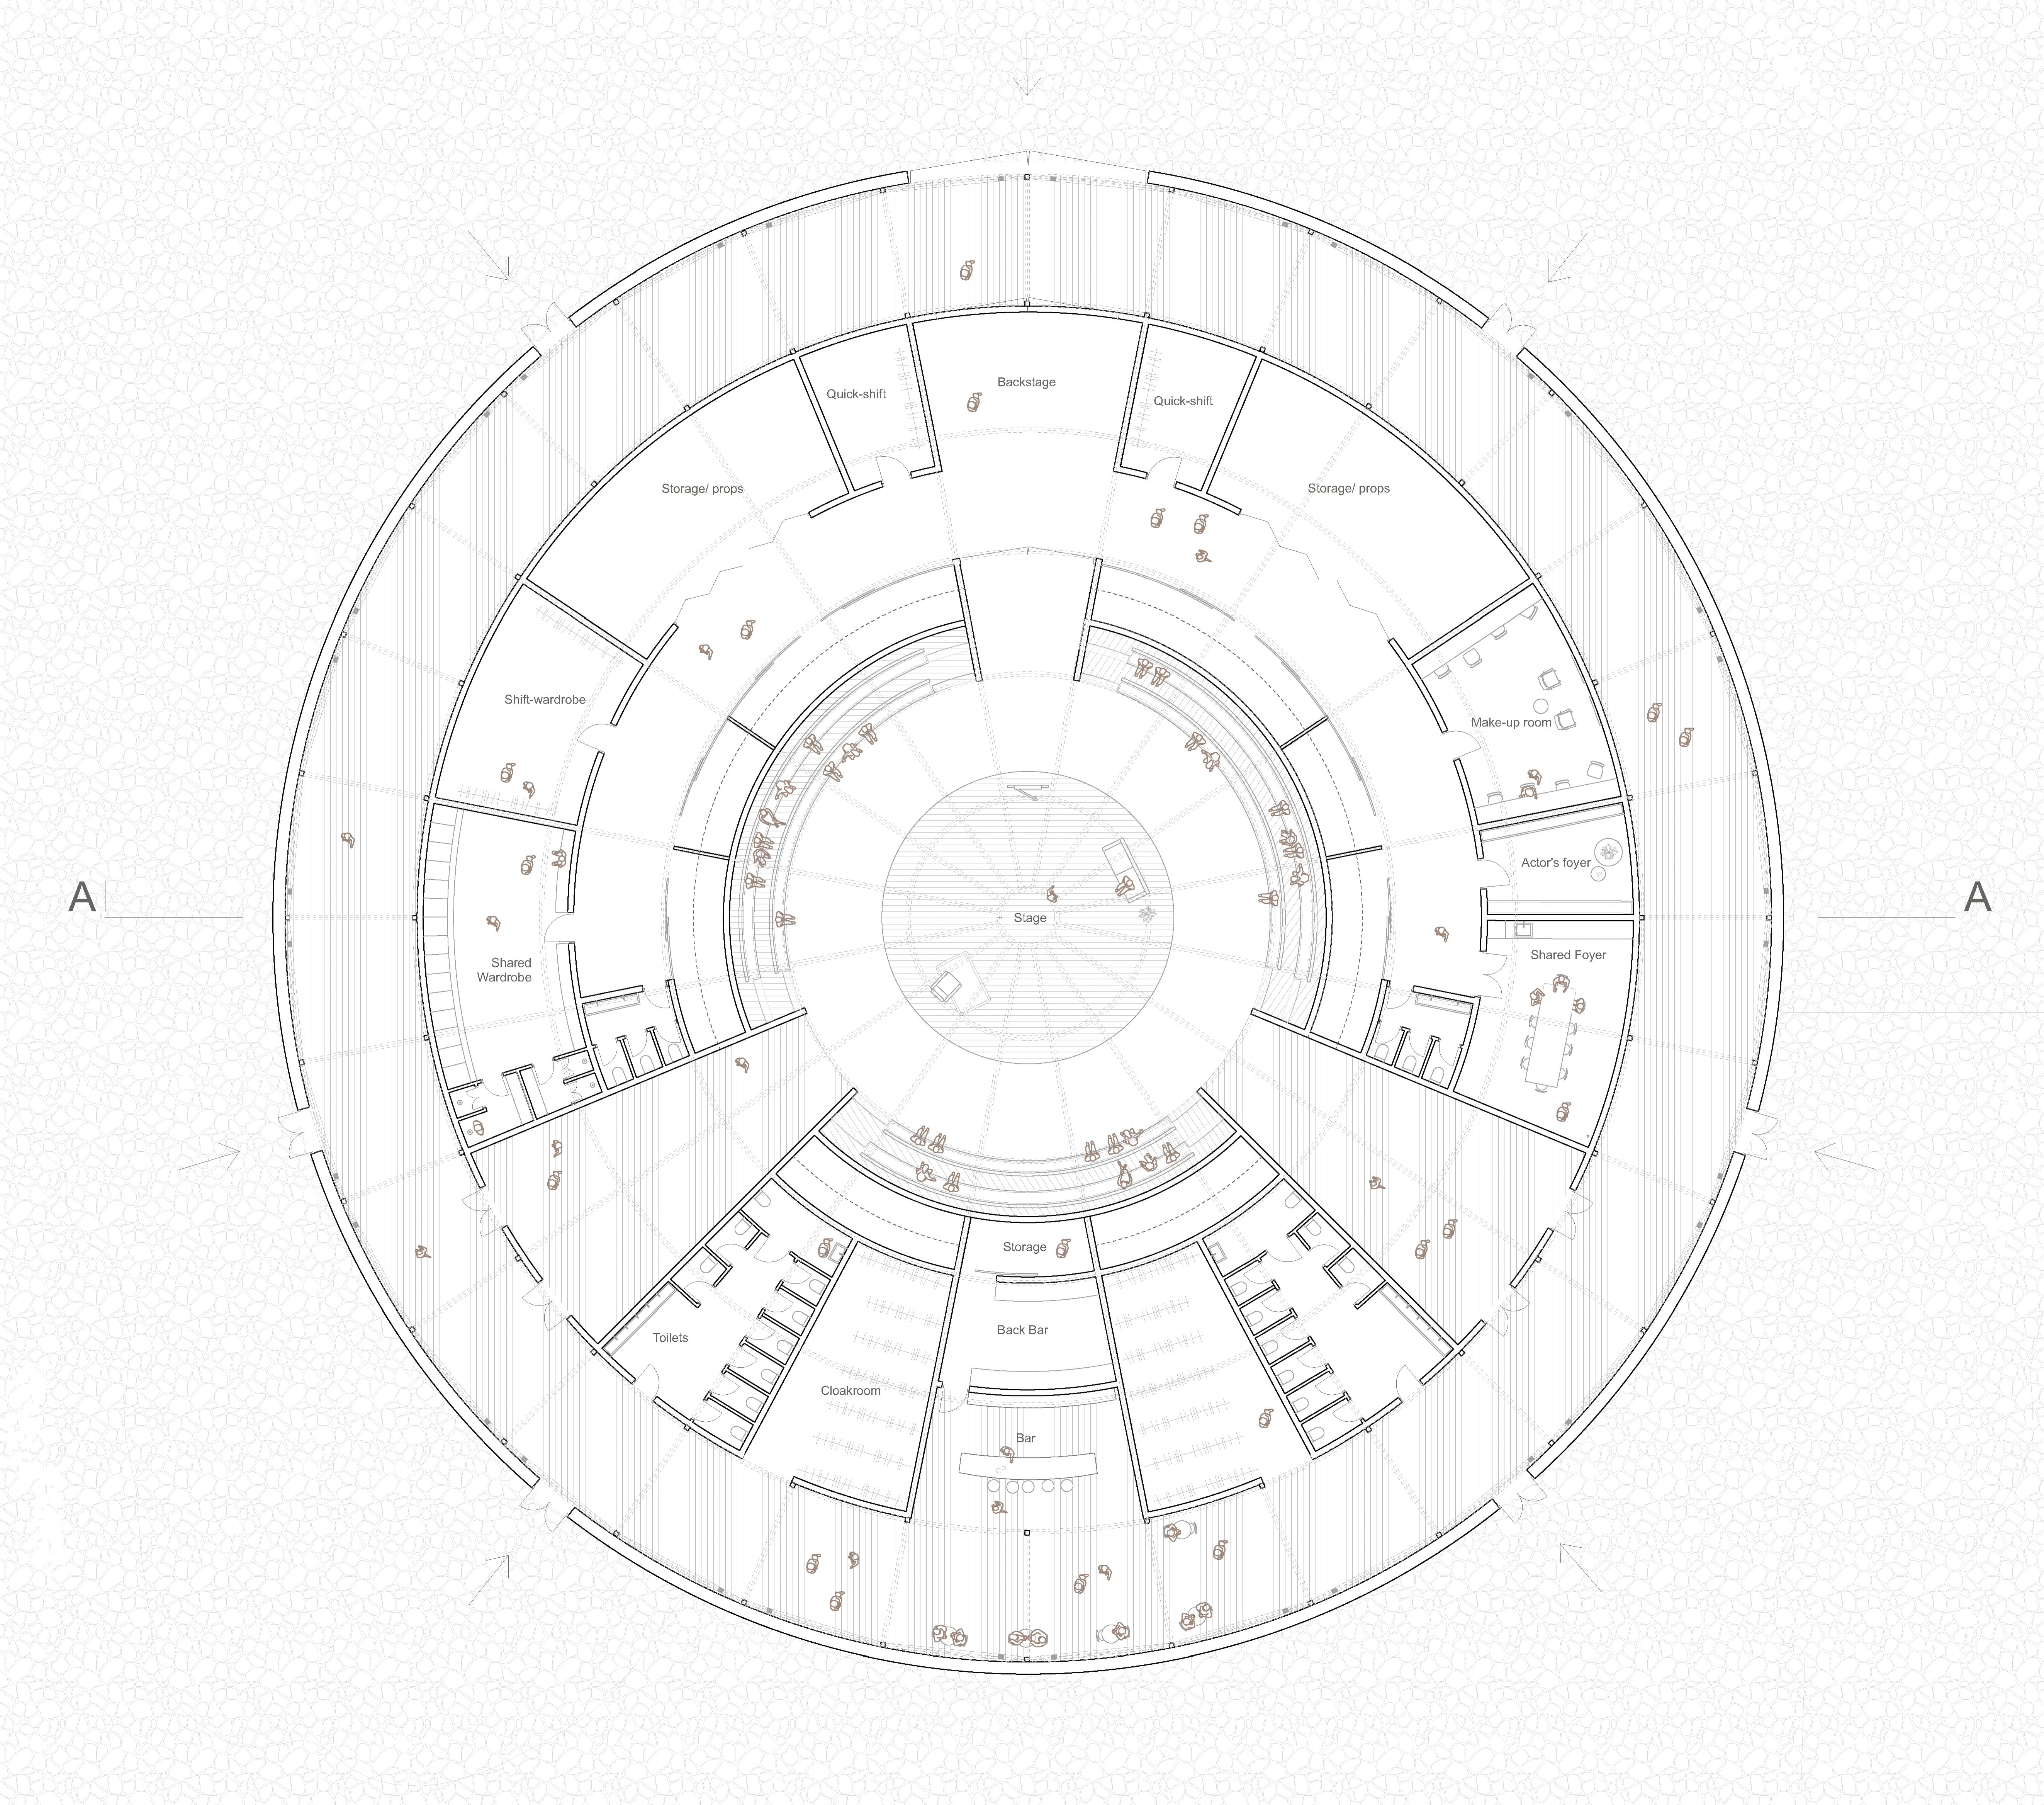 Backstage
Quick-shift
Quick-shift
Storage/ props
Storage/ props
Shift-wardrobe
Make-up room
Actor's foyer
A
A
Stage
Shared Foyer
Shared
Wardrobe
Storage
Back Bar
Toilets
Cloakroom
Bar